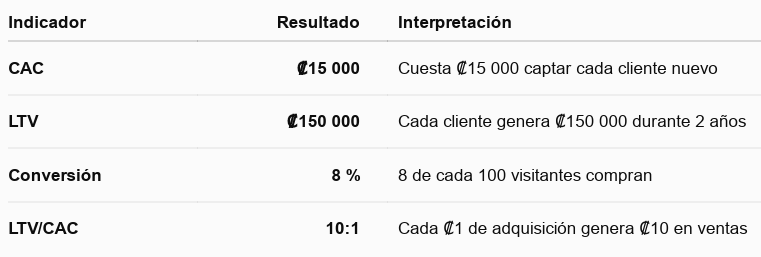 Indicador Resultado Interpretación
CAC ₡15 000 Cuesta ₡15 000 captar cada cliente nuevo
LTV ₡150 000 Cada cliente genera ₡150 000 durante 2 años
Conversión 8 % 8 de cada 100 visitantes compran
LTV/CAC 10:1 Cada ₡1 de adquisición genera ₡10 en ventas